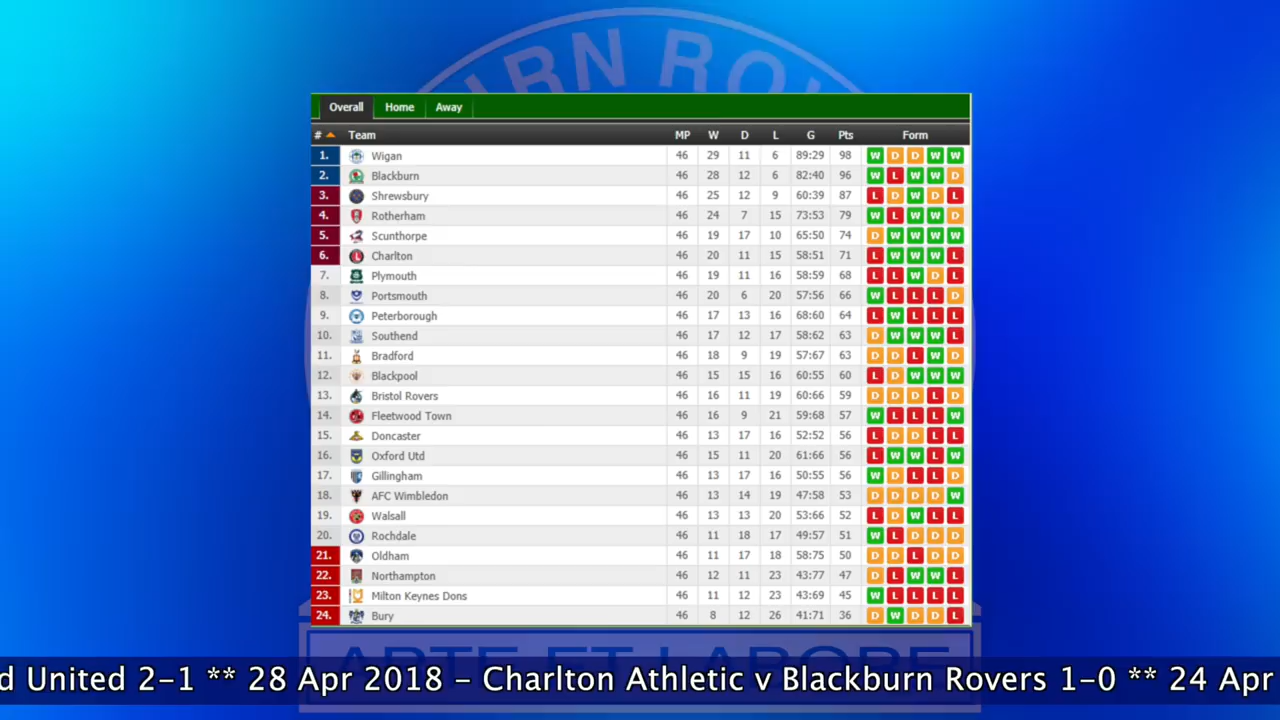 URN ROV
Overall Home Away
# Team MP W D L G Pts Form
1. Wigan 46 29 11 6 89:29 98 W D D W W
2. Blackburn 46 28 12 6 82:40 96 W L W W D
3. Shrewsbury 46 25 12 9 60:39 87 L D W D L
4. Rotherham 46 24 7 15 73:53 79 W L W W D
5. Scunthorpe 46 19 17 10 65:50 74 D W W W W
6. Charlton 46 20 11 15 58:51 71 L W W W L
7. Plymouth 46 19 11 16 58:59 68 L L W D L
8. Portsmouth 46 20 6 20 57:56 66 W L L L D
9. Peterborough 46 17 13 16 68:60 64 L W L L L
10. Southend 46 17 12 17 58:62 63 D W W W L
11. Bradford 46 18 9 19 57:67 63 D D L W D
12. Blackpool 46 15 15 16 60:55 60 L D W W W
13. Bristol Rovers 46 16 11 19 60:66 59 D D D L D
14. Fleetwood Town 46 16 9 21 59:68 57 W L L L W
15. Doncaster 46 13 17 16 52:52 56 L D D L L
16. Oxford Utd 46 15 11 20 61:66 56 L W W L W
17. Gillingham 46 13 17 16 50:55 56 W D L L D
18. AFC Wimbledon 46 13 14 19 47:58 53 D D D D W
19. Walsall 46 13 13 20 53:66 52 L D W L L
20. Rochdale 46 11 18 17 49:57 51 W L D D D
21. Oldham 46 11 17 18 58:75 50 D D L D D
22. Northampton 46 12 11 23 43:77 47 D L W W L
23. Milton Keynes Dons 46 11 12 23 43:69 45 W L L L L
24. Bury 46 8 12 26 41:71 36 D W D D L
ARTE ET LABORE
d United 2-1 ** 28 Apr 2018 - Charlton Athletic v Blackburn Rovers 1-0 ** 24 Apr